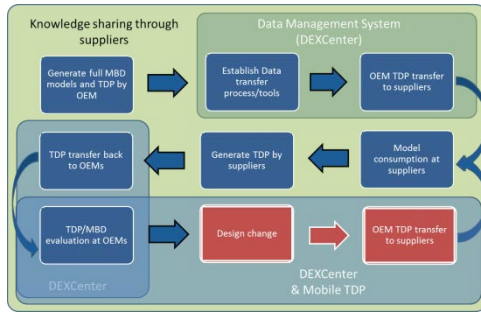 Knowledge sharing through
suppliers
Data Management System
(DEXCenter)
Generate full MBD
models and TDP by
OEM
Establish Data
transfer
process/tools
OEM TDP transfer
to suppliers
TDP transfer back
to OEMs
Generate TDP by
suppliers
Model
consumption at
suppliers
TDP/MBD
evaluation at OEMs
Design change
OEM TDP transfer
to suppliers
DEXCenter
DEXCenter
& Mobile TDP